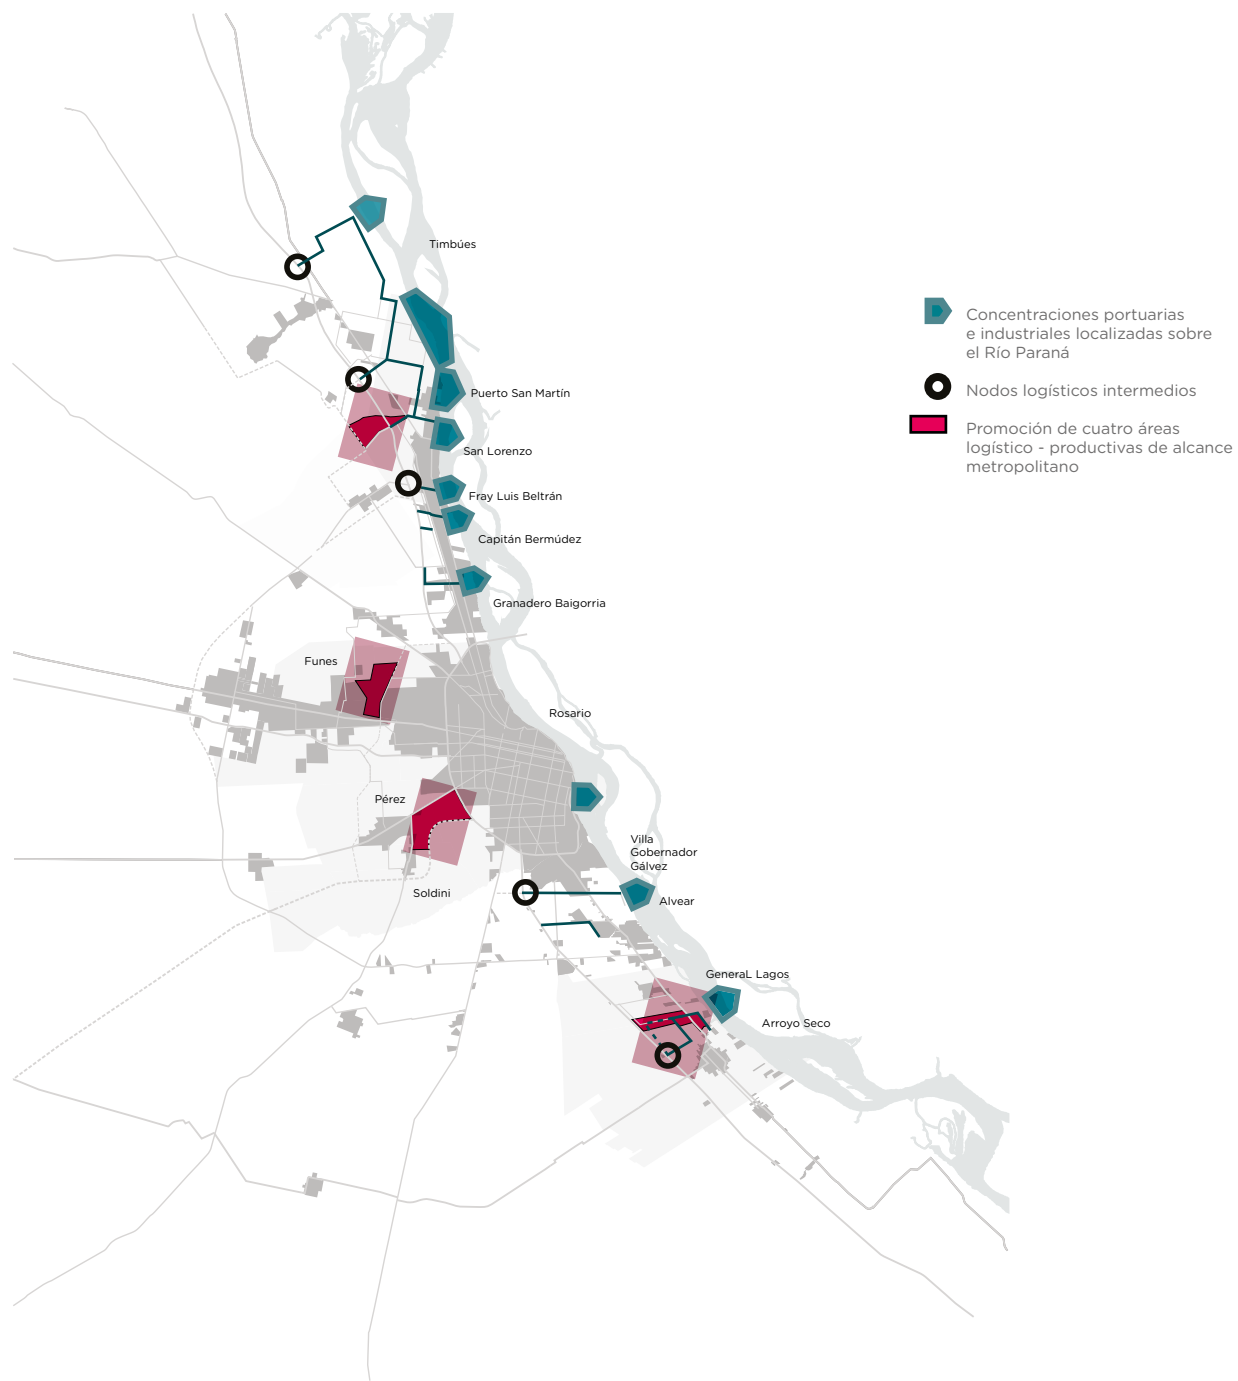 Timbúes
Concentraciones portuarias
e industriales localizadas sobre
el Río Paraná
Nodos logísticos intermedios
Puerto San Martín
Promoción de cuatro áreas
logístico - productivas de alcance
metropolitano
San Lorenzo
Fray Luis Beltrán
Capitán Bermúdez
Granadero Baigorria
Funes
Rosario
Pérez
Villa
Gobernador
Gálvez
Soldini
Alvear
GeneraL Lagos
Arroyo Seco